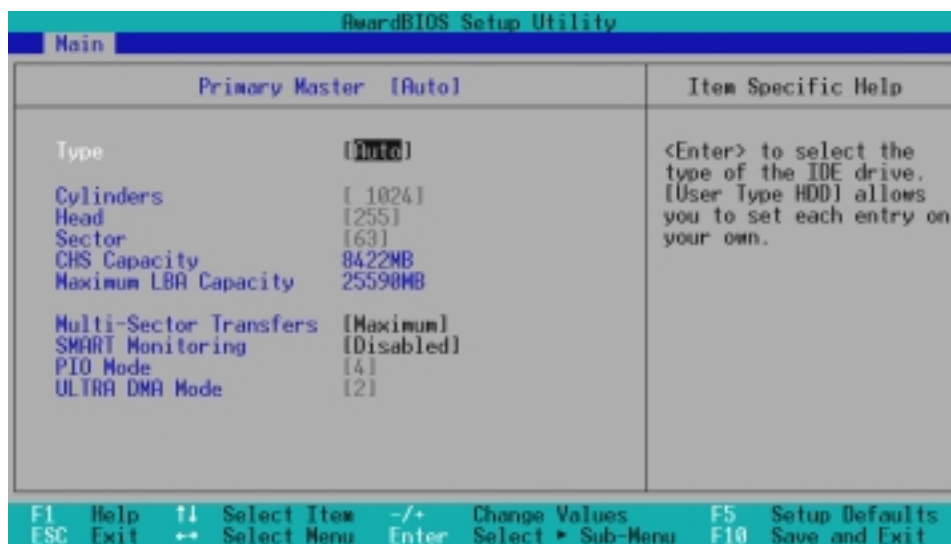 AwardBIOS Setup Utility
Main
Primary Master [Auto]
Item Specific Help
Type [Auto]
Cylinders [ 1024]
Head [255]
Sector [63]
CHS Capacity 8422MB
Maximum LBA Capacity 25590MB
Multi-Sector Transfers [Maximum]
SMART Monitoring [Disabled]
PIO Mode [4]
ULTRA DMA Mode [2]
<Enter> to select the
type of the IDE drive.
[User Type HDD] allows
you to set each entry on
your own.
F1 Help ↑↓ Select Item -/+ Change Values F5 Setup Defaults
ESC Exit ↔ Select Menu Enter Select ► Sub-Menu F10 Save and Exit